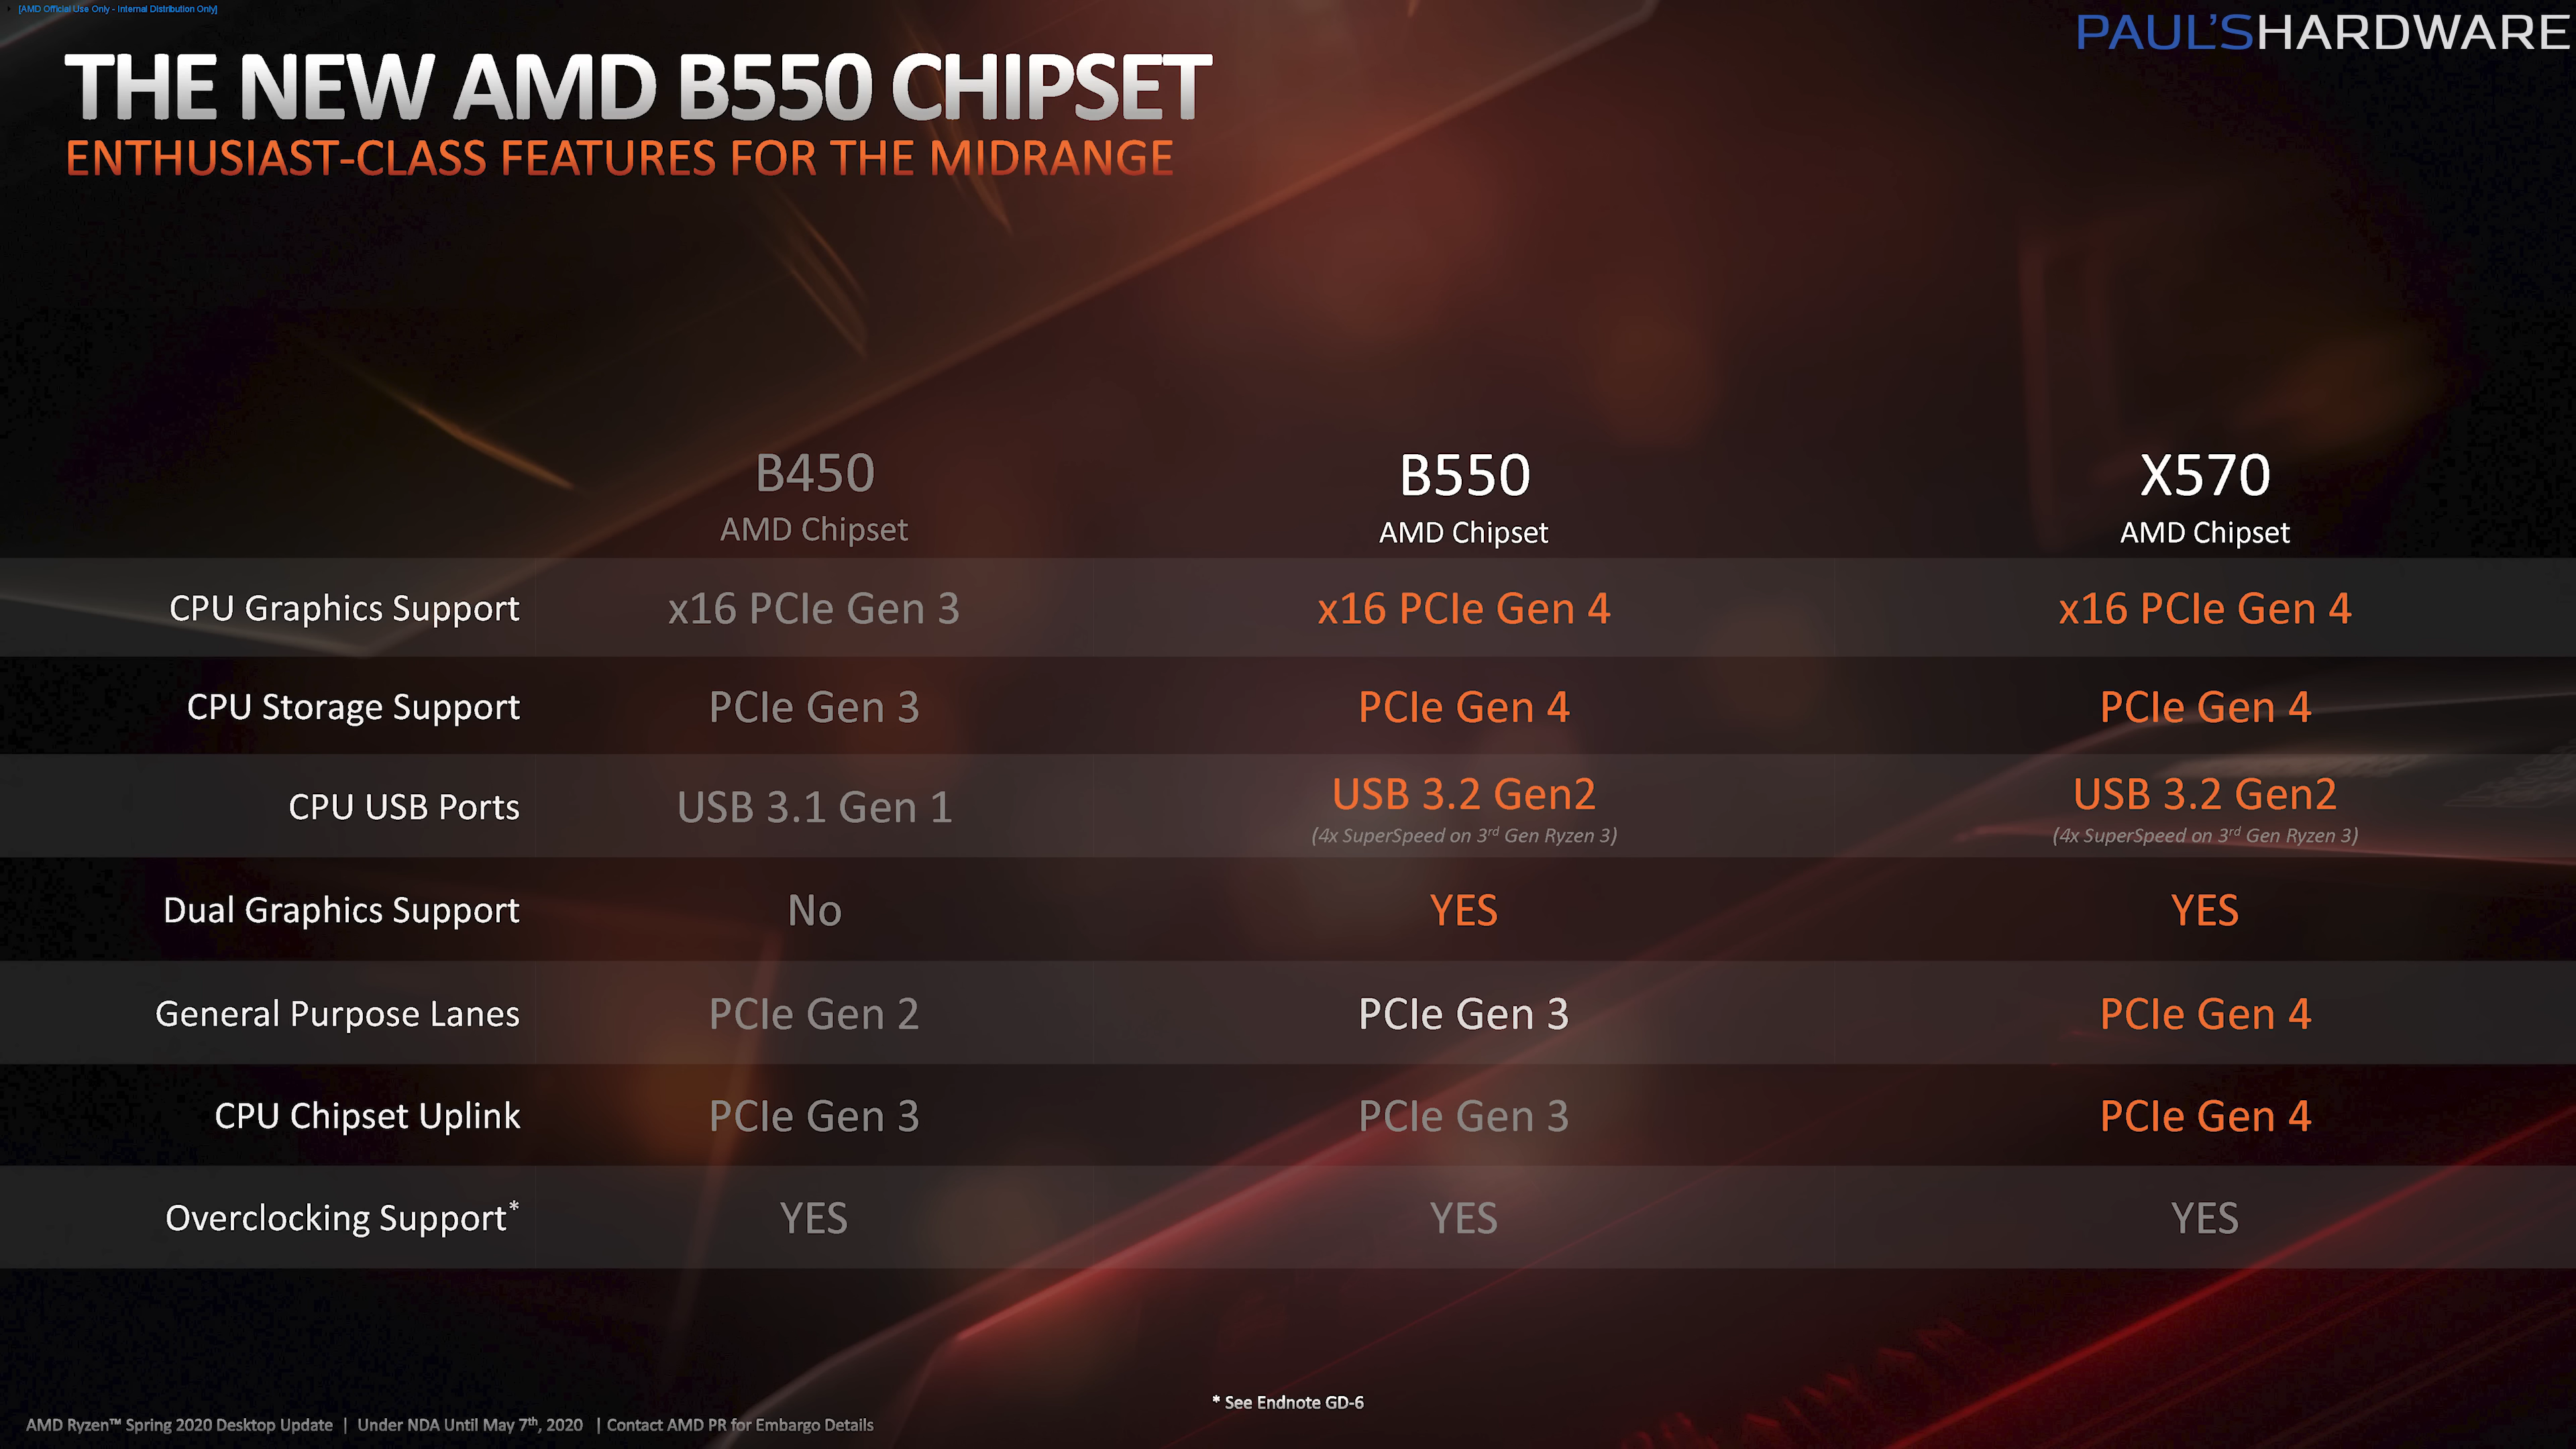 [AMD Official Use Only - Internal Distribution Only]
PAUL'SHARDWARE
THE NEW AMD B550 CHIPSET
ENTHUSIAST-CLASS FEATURES FOR THE MIDRANGE
B450 B550 X570
AMD Chipset AMD Chipset AMD Chipset
CPU Graphics Support x16 PCIe Gen 3 x16 PCIe Gen 4 x16 PCIe Gen 4
CPU Storage Support PCIe Gen 3 PCIe Gen 4 PCIe Gen 4
CPU USB Ports USB 3.1 Gen 1 USB 3.2 Gen2 USB 3.2 Gen2
(4x SuperSpeed on 3rd Gen Ryzen 3) (4x SuperSpeed on 3rd Gen Ryzen 3)
Dual Graphics Support No YES YES
General Purpose Lanes PCIe Gen 2 PCIe Gen 3 PCIe Gen 4
CPU Chipset Uplink PCIe Gen 3 PCIe Gen 3 PCIe Gen 4
Overclocking Support* YES YES YES
* See Endnote GD-6
AMD Ryzen™ Spring 2020 Desktop Update | Under NDA Until May 7th, 2020 | Contact AMD PR for Embargo Details